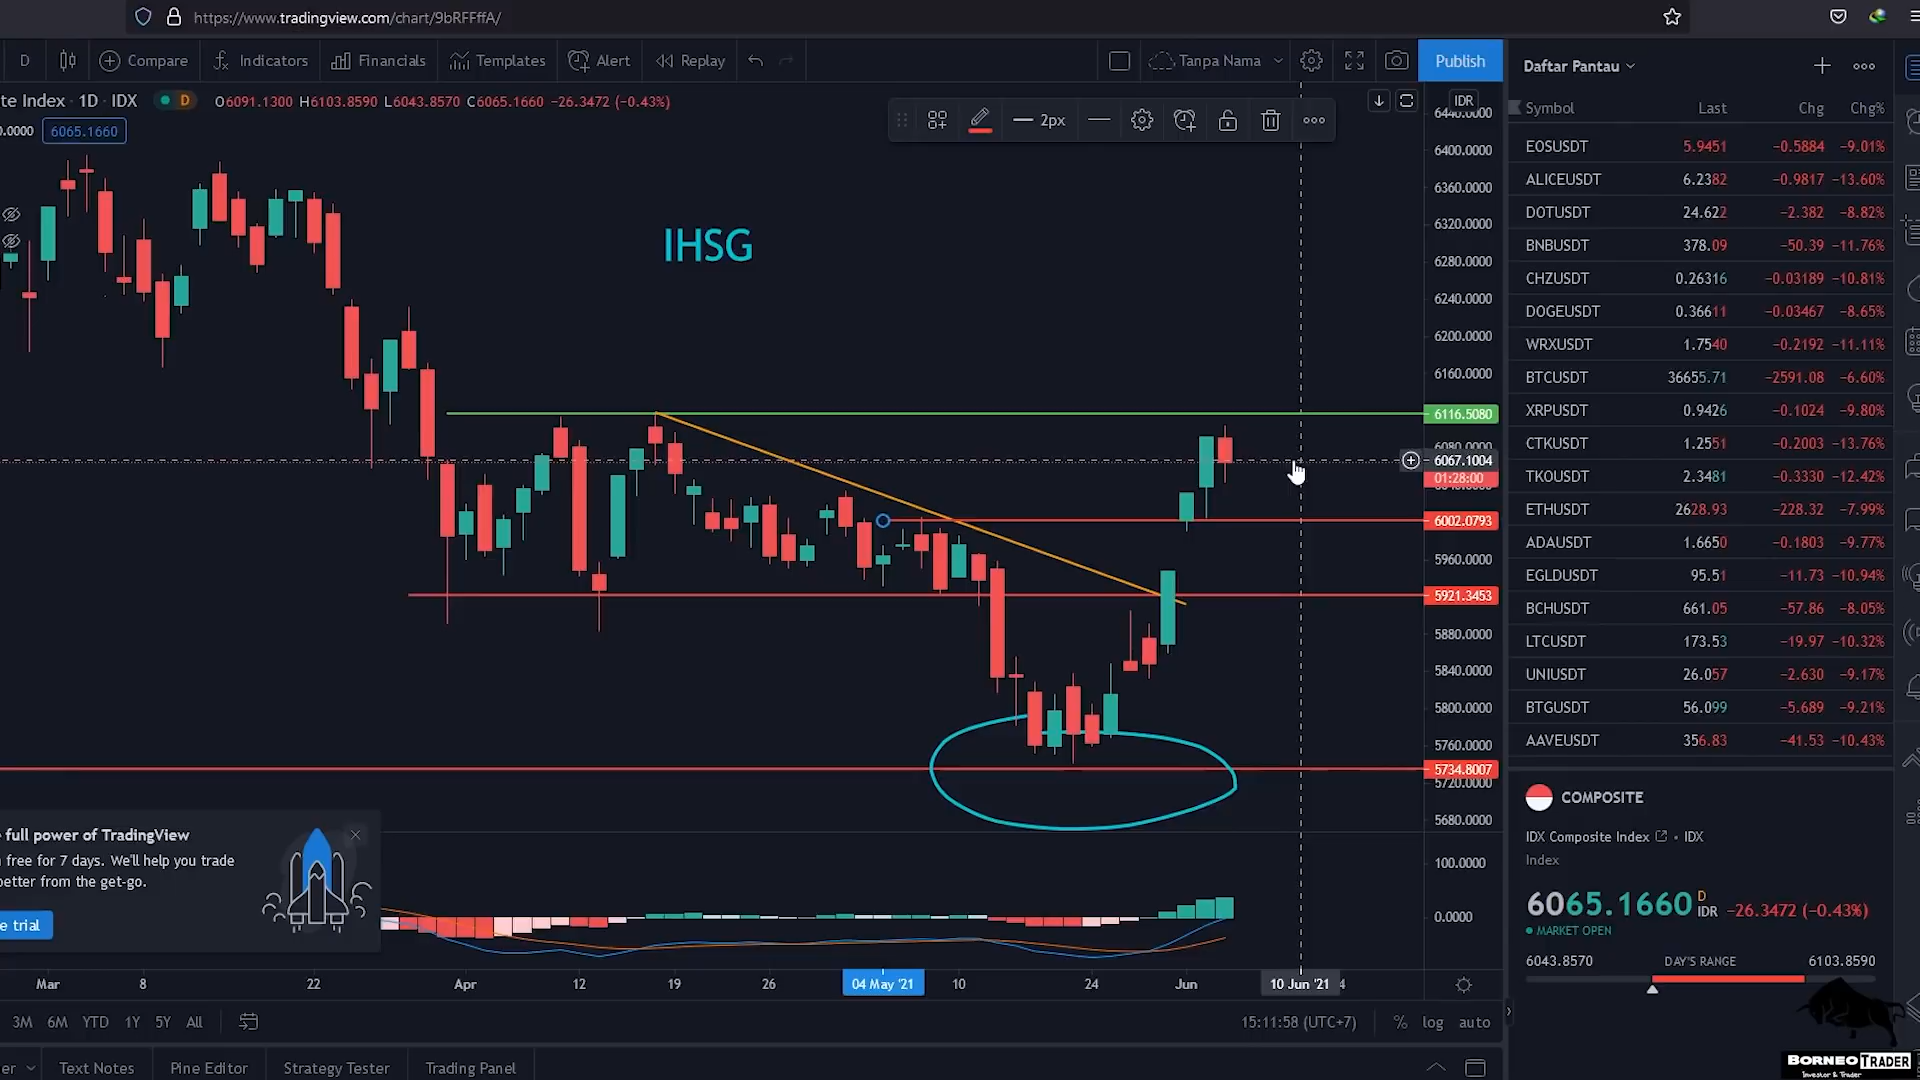 https://www.tradingview.com/chart/9bRFFffA/
D Compare Indicators Financials Templates Alert Replay Tanpa Nama Publish
te Index · 1D · IDX D O6091.1300 H6103.8590 L6043.8570 C6065.1660 −26.3472 (−0.43%)
0.0000 6065.1660
2px
IHSG
IDR
6440.0000
6400.0000
6360.0000
6320.0000
6280.0000
6240.0000
6200.0000
6160.0000
6116.5080
6080.0000
6067.1004
01:28:00
6002.0793
5960.0000
5921.3453
5880.0000
5840.0000
5800.0000
5760.0000
5734.8007
5720.0000
5680.0000
100.0000
0.0000
full power of TradingView
free for 7 days. We'll help you trade
better from the get-go.
e trial
Mar 8 22 Apr 12 19 26 04 May '21 10 24 Jun 10 Jun '21 4
3M 6M YTD 1Y 5Y All 15:11:58 (UTC+7) % log auto
er Text Notes Pine Editor Strategy Tester Trading Panel
Daftar Pantau
Symbol Last Chg Chg%
EOSUSDT 5.9451 −0.5884 −9.01%
ALICEUSDT 6.2382 −0.9817 −13.60%
DOTUSDT 24.622 −2.382 −8.82%
BNBUSDT 378.09 −50.39 −11.76%
CHZUSDT 0.26316 −0.03189 −10.81%
DOGEUSDT 0.36611 −0.03467 −8.65%
WRXUSDT 1.7540 −0.2192 −11.11%
BTCUSDT 36655.71 −2591.08 −6.60%
XRPUSDT 0.9426 −0.1024 −9.80%
CTKUSDT 1.2551 −0.2003 −13.76%
TKOUSDT 2.3481 −0.3330 −12.42%
ETHUSDT 2628.93 −228.32 −7.99%
ADAUSDT 1.6650 −0.1803 −9.77%
EGLDUSDT 95.51 −11.73 −10.94%
BCHUSDT 661.05 −57.86 −8.05%
LTCUSDT 173.53 −19.97 −10.32%
UNIUSDT 26.057 −2.630 −9.17%
BTGUSDT 56.099 −5.689 −9.21%
AAVEUSDT 356.83 −41.53 −10.43%
COMPOSITE
IDX Composite Index • IDX
Index
6065.1660 D IDR −26.3472 (−0.43%)
MARKET OPEN
6043.8570 DAY'S RANGE 6103.8590
BORNEO TRADER
Investor & Trader